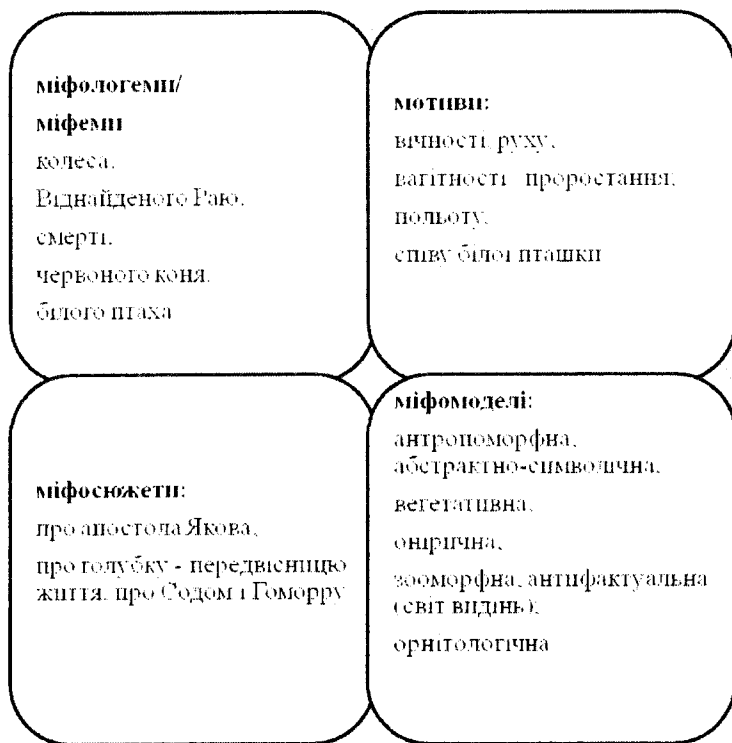 міфологеми/
міфеми
колеса,
Віднайденого Раю,
смерті,
червоного коня,
білого птаха
мотиви:
вічності, руху,
вагітності - проростання,
польоту,
співу білої пташки
міфосюжети:
про апостола Якова,
про голубку - передвісницю
життя, про Содом і Гоморру
міфомоделі:
антропоморфна,
абстрактно-символічна,
вегетативна,
онірична,
зооморфна, антифактуальна
(світ видінь),
орнітологічна